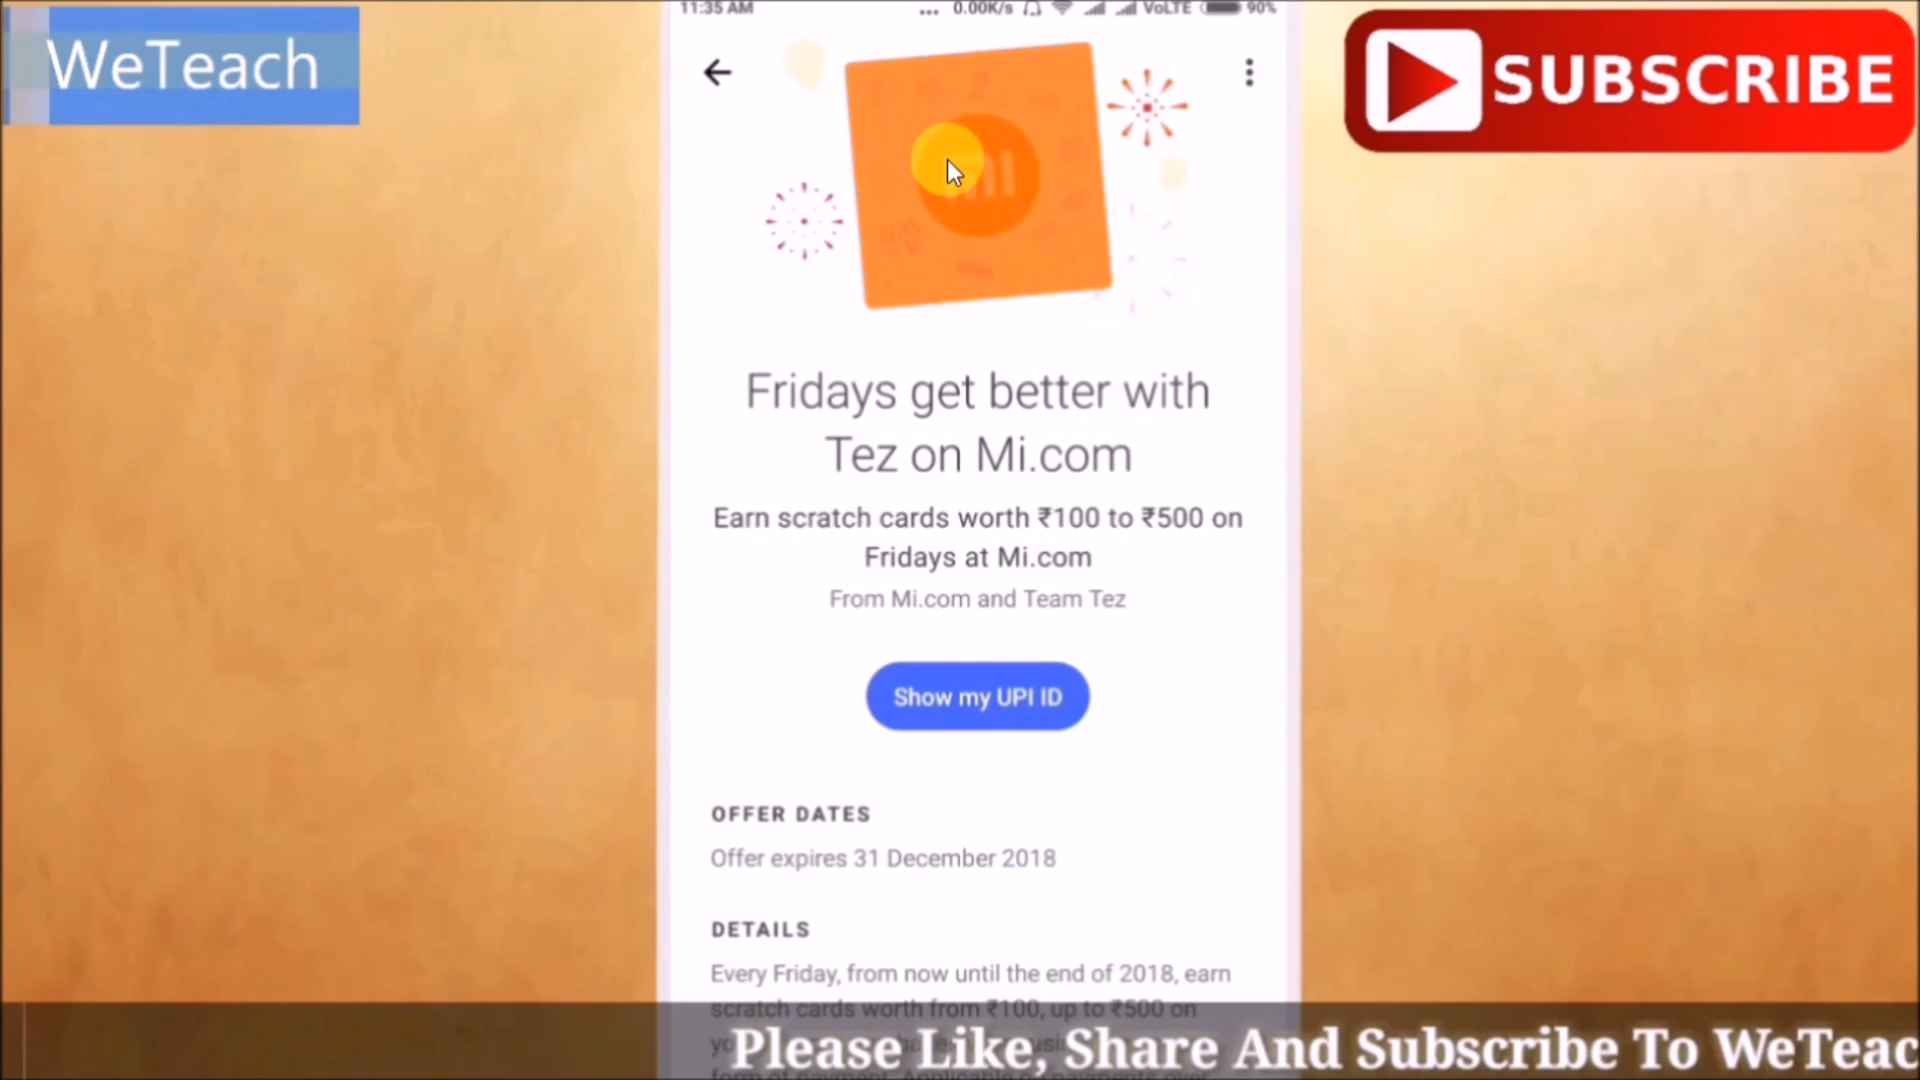 11:35 AM ... 0.00K/s VoLTE 90%
WeTeach
SUBSCRIBE
Fridays get better with
Tez on Mi.com
Earn scratch cards worth ₹100 to ₹500 on
Fridays at Mi.com
From Mi.com and Team Tez
Show my UPI ID
OFFER DATES
Offer expires 31 December 2018
DETAILS
Every Friday, from now until the end of 2018, earn
scratch cards worth from ₹100, up to ₹500 on
Please Like, Share And Subscribe To WeTeac